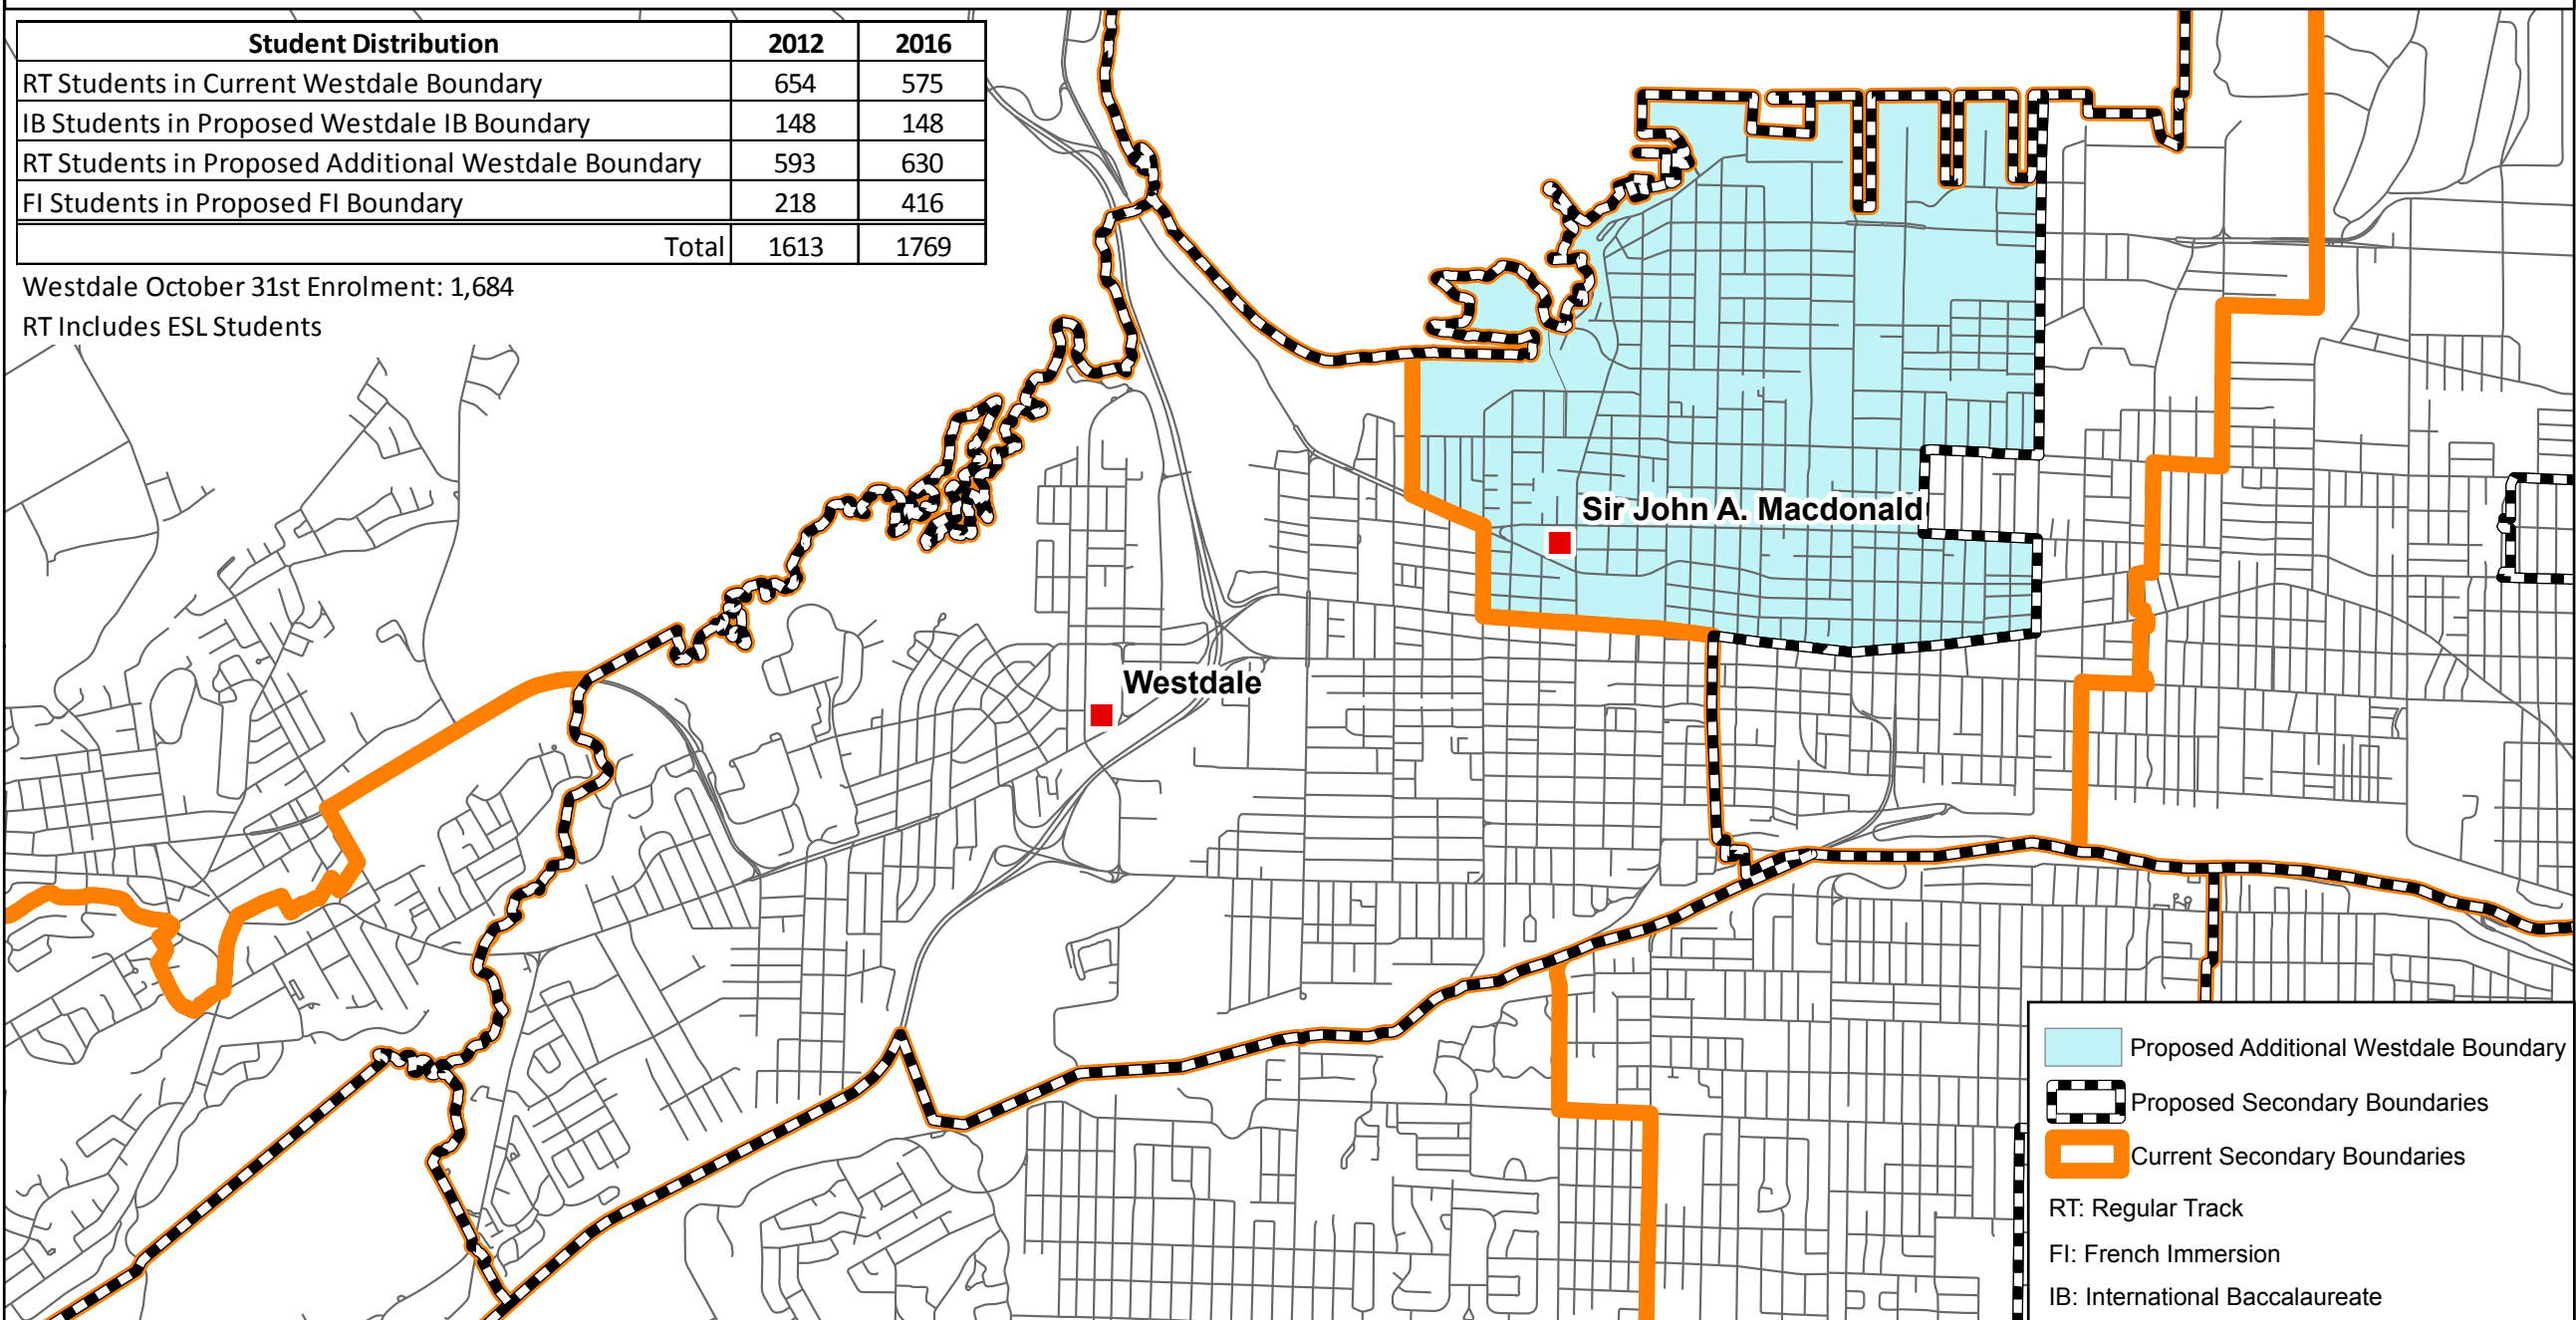 Student Distribution 2012 2016
RT Students in Current Westdale Boundary 654 575
IB Students in Proposed Westdale IB Boundary 148 148
RT Students in Proposed Additional Westdale Boundary 593 630
FI Students in Proposed FI Boundary 218 416
Total 1613 1769
Westdale October 31st Enrolment: 1,684
RT Includes ESL Students
Sir John A. Macdonald
Westdale
Proposed Additional Westdale Boundary
Proposed Secondary Boundaries
Current Secondary Boundaries
RT: Regular Track
FI: French Immersion
IB: International Baccalaureate